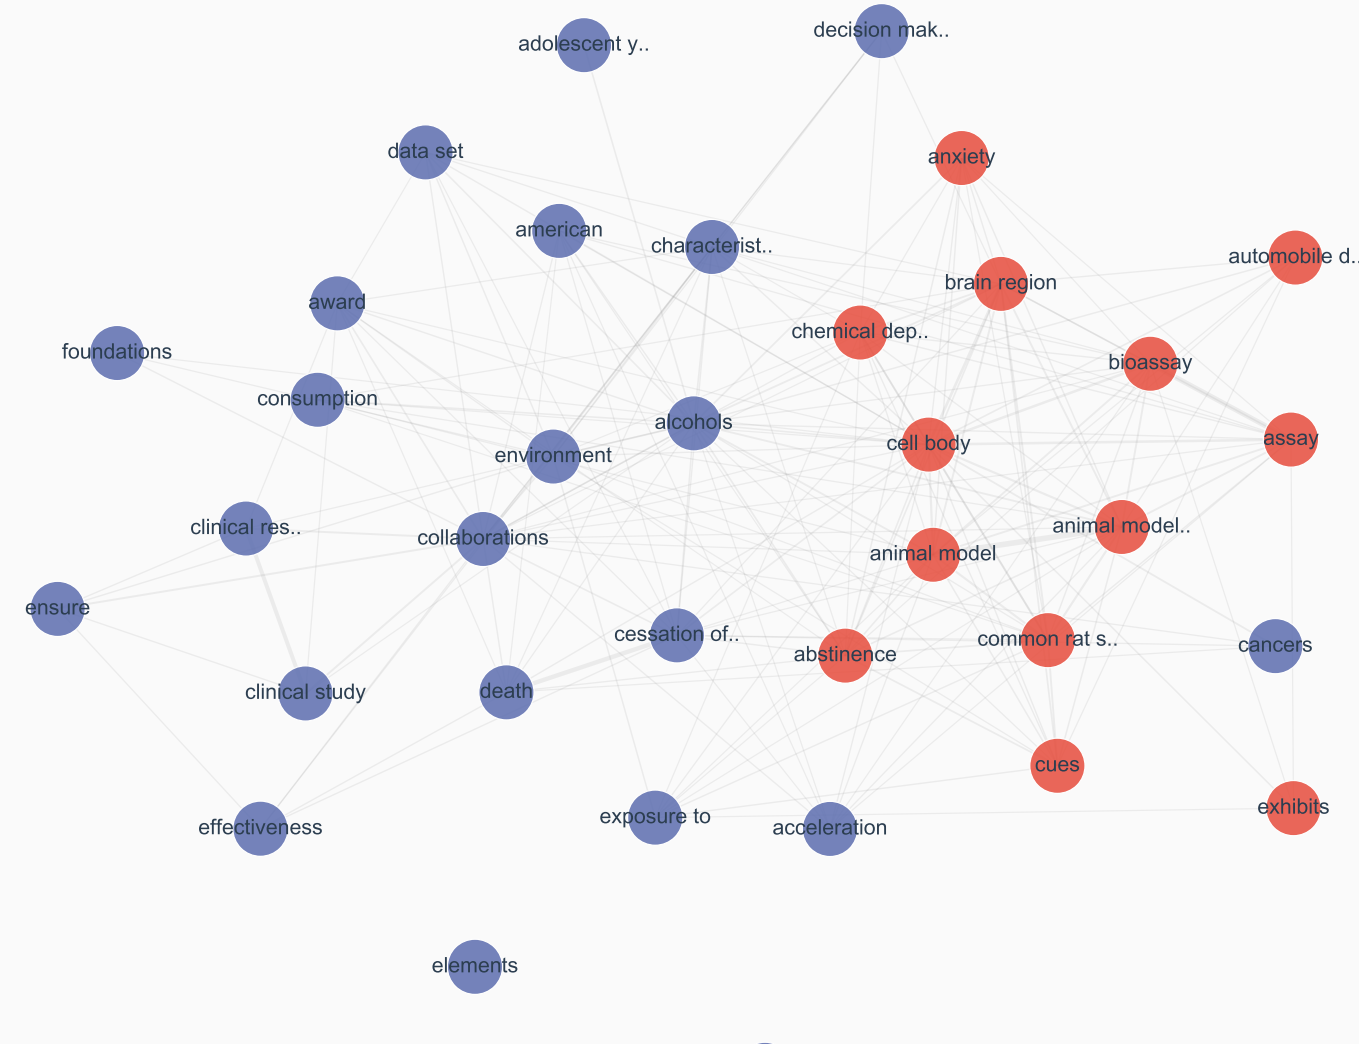 decision mak..
adolescent y..
data set
anxiety
american
characterist..
automobile d..
brain region
award
chemical dep..
foundations
bioassay
consumption
alcohols
assay
cell body
environment
clinical res..
animal model..
collaborations
animal model
ensure
cessation of..
common rat s..
cancers
abstinence
clinical study
death
cues
exhibits
exposure to
effectiveness
acceleration
elements